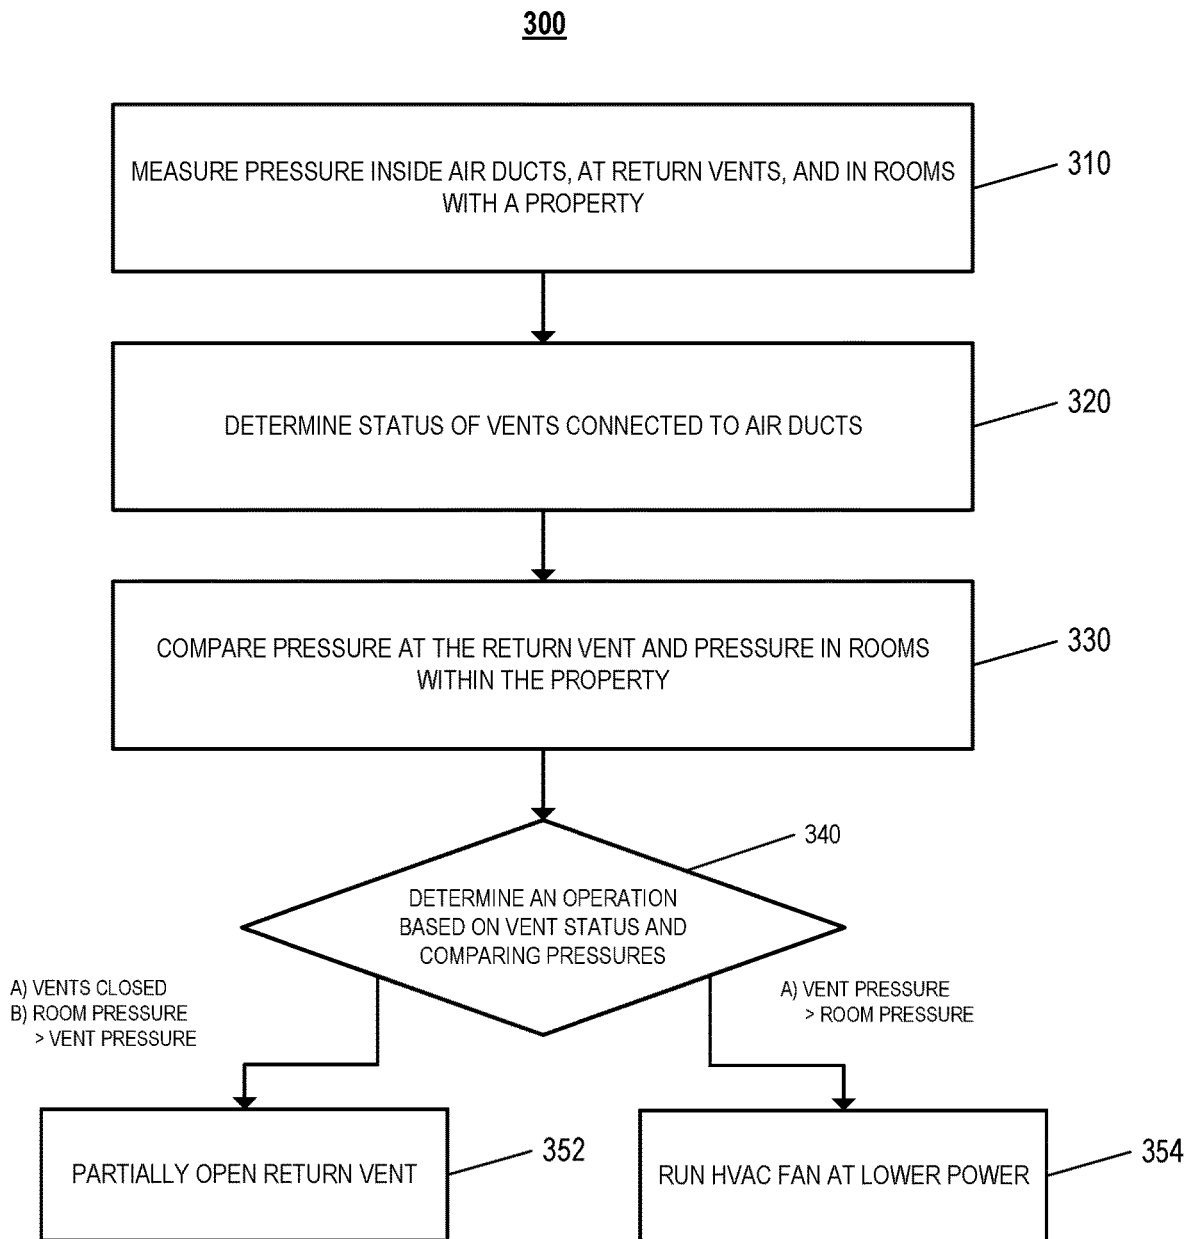 300
MEASURE PRESSURE INSIDE AIR DUCTS, AT RETURN VENTS, AND IN ROOMS
WITH A PROPERTY
310
DETERMINE STATUS OF VENTS CONNECTED TO AIR DUCTS
320
COMPARE PRESSURE AT THE RETURN VENT AND PRESSURE IN ROOMS
WITHIN THE PROPERTY
330
340
DETERMINE AN OPERATION
BASED ON VENT STATUS AND
COMPARING PRESSURES
A) VENTS CLOSED
B) ROOM PRESSURE
> VENT PRESSURE
A) VENT PRESSURE
> ROOM PRESSURE
PARTIALLY OPEN RETURN VENT
352
RUN HVAC FAN AT LOWER POWER
354